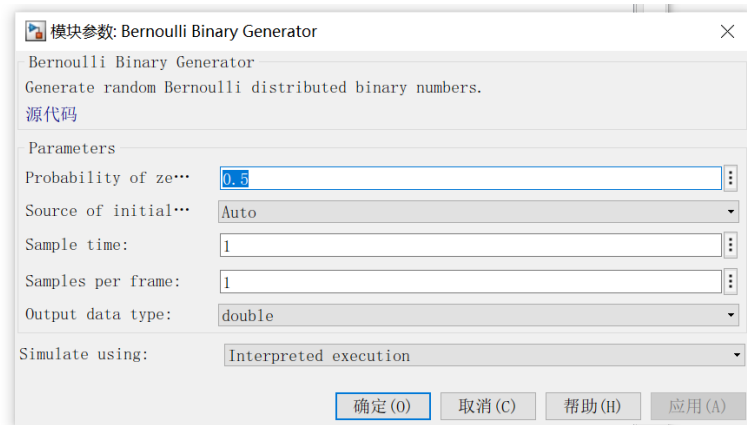 模块参数: Bernoulli Binary Generator
Bernoulli Binary Generator
Generate random Bernoulli distributed binary numbers.
源代码
Parameters
Probability of ze… 0.5
Source of initial… Auto
Sample time: 1
Samples per frame: 1
Output data type: double
Simulate using: Interpreted execution
确定(O) 取消(C) 帮助(H) 应用(A)